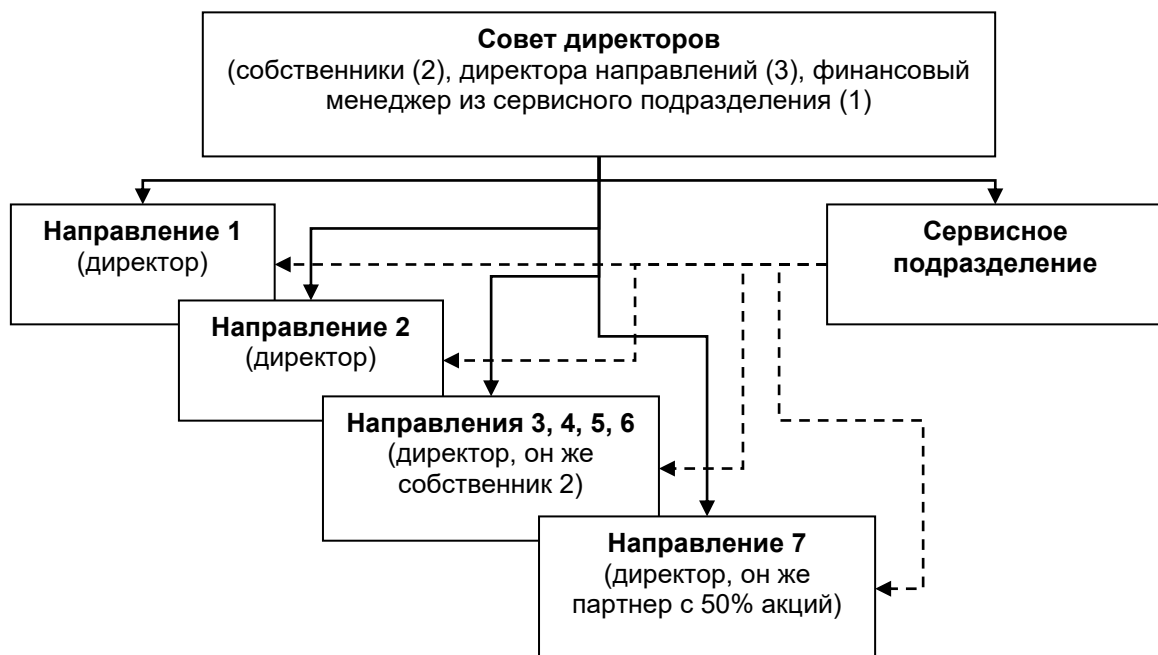 Совет директоров
(собственники (2), директора направлений (3), финансовый
менеджер из сервисного подразделения (1)
Направление 1
(директор)
Сервисное
подразделение
Направление 2
(директор)
Направления 3, 4, 5, 6
(директор, он же
собственник 2)
Направление 7
(директор, он же
партнер с 50% акций)